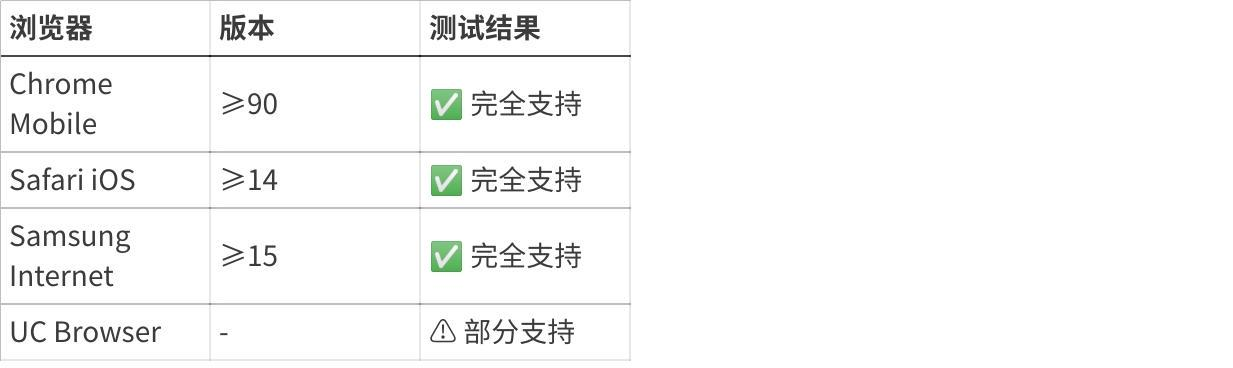 浏览器 版本 测试结果
Chrome
Mobile
≥90
✅ 完全支持
Safari iOS ≥14 ✅ 完全支持
Samsung
Internet
≥15
✅ 完全支持
UC Browser - ⚠ 部分支持